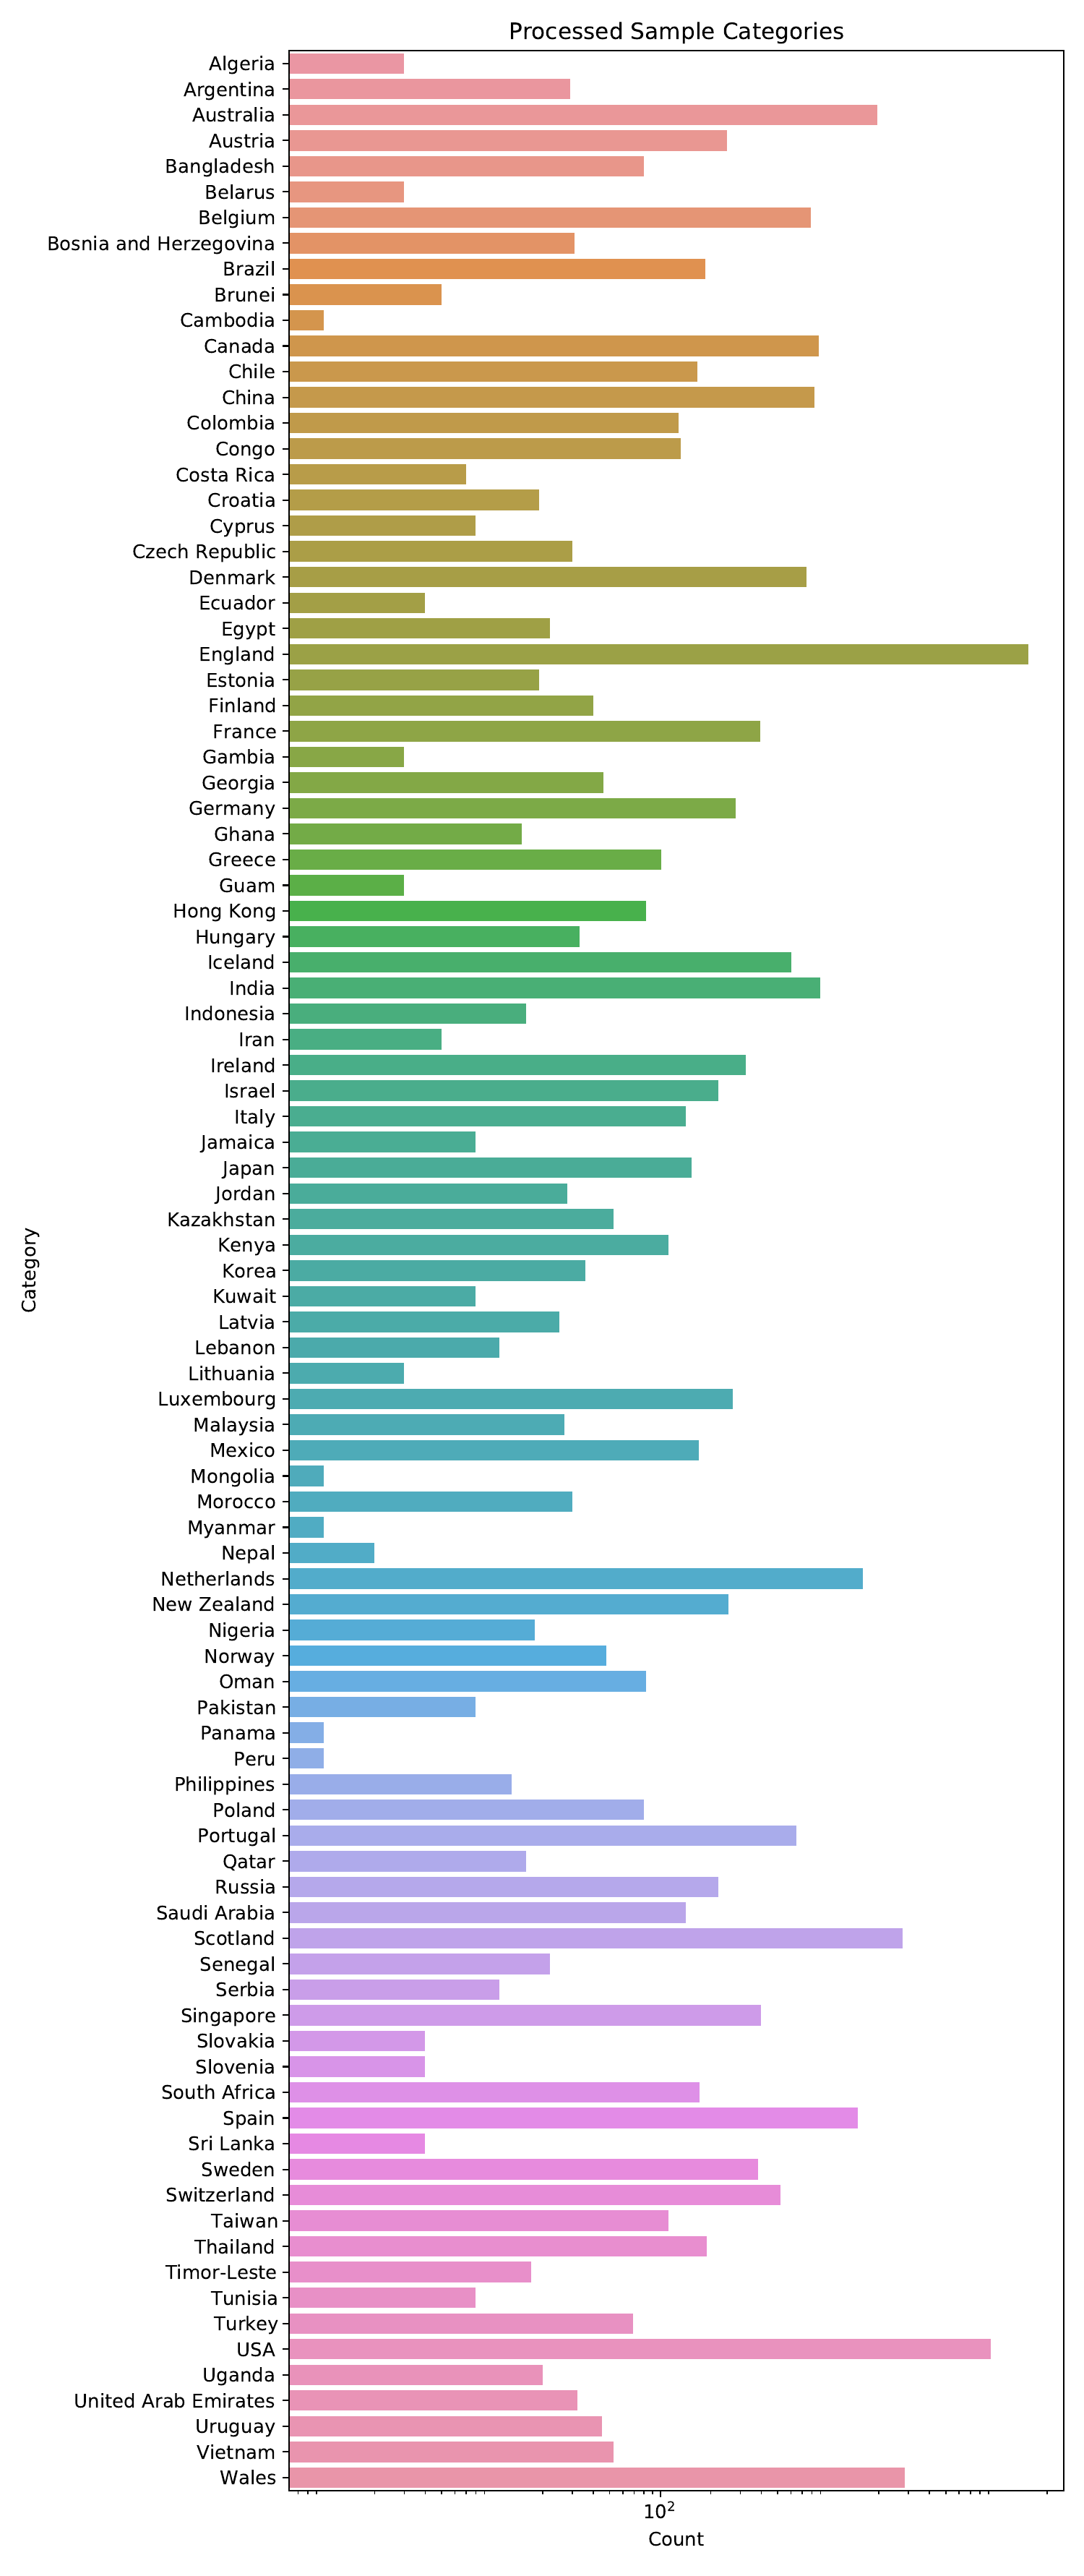 Processed Sample Categories
Algeria
Argentina
Australia
Austria
Bangladesh
Belarus
Belgium
Bosnia and Herzegovina
Brazil
Brunei
Cambodia
Canada
Chile
China
Colombia
Congo
Costa Rica
Croatia
Cyprus
Czech Republic
Denmark
Ecuador
Egypt
England
Estonia
Finland
France
Gambia
Georgia
Germany
Ghana
Greece
Guam
Hong Kong
Hungary
Iceland
India
Indonesia
Iran
Ireland
Israel
Italy
Jamaica
Japan
Jordan
Kazakhstan
Kenya
Korea
Kuwait
Latvia
Lebanon
Lithuania
Luxembourg
Malaysia
Mexico
Mongolia
Morocco
Myanmar
Nepal
Netherlands
New Zealand
Nigeria
Norway
Oman
Pakistan
Panama
Peru
Philippines
Poland
Portugal
Qatar
Russia
Saudi Arabia
Scotland
Senegal
Serbia
Singapore
Slovakia
Slovenia
South Africa
Spain
Sri Lanka
Sweden
Switzerland
Taiwan
Thailand
Timor-Leste
Tunisia
Turkey
USA
Uganda
United Arab Emirates
Uruguay
Vietnam
Wales
Category
10²
Count